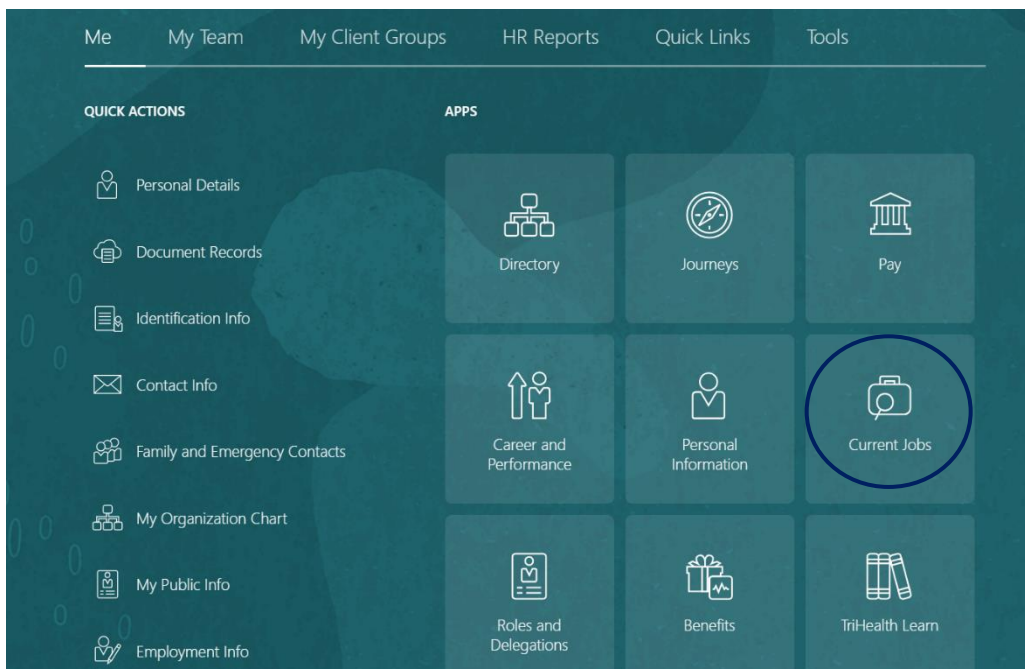 Me My Team My Client Groups HR Reports Quick Links Tools
QUICK ACTIONS
Personal Details
Document Records
Identification Info
Contact Info
Family and Emergency Contacts
My Organization Chart
My Public Info
Employment Info
APPS
Directory
Journeys
Pay
Career and
Performance
Personal
Information
Current Jobs
Roles and
Delegations
Benefits
TriHealth Learn